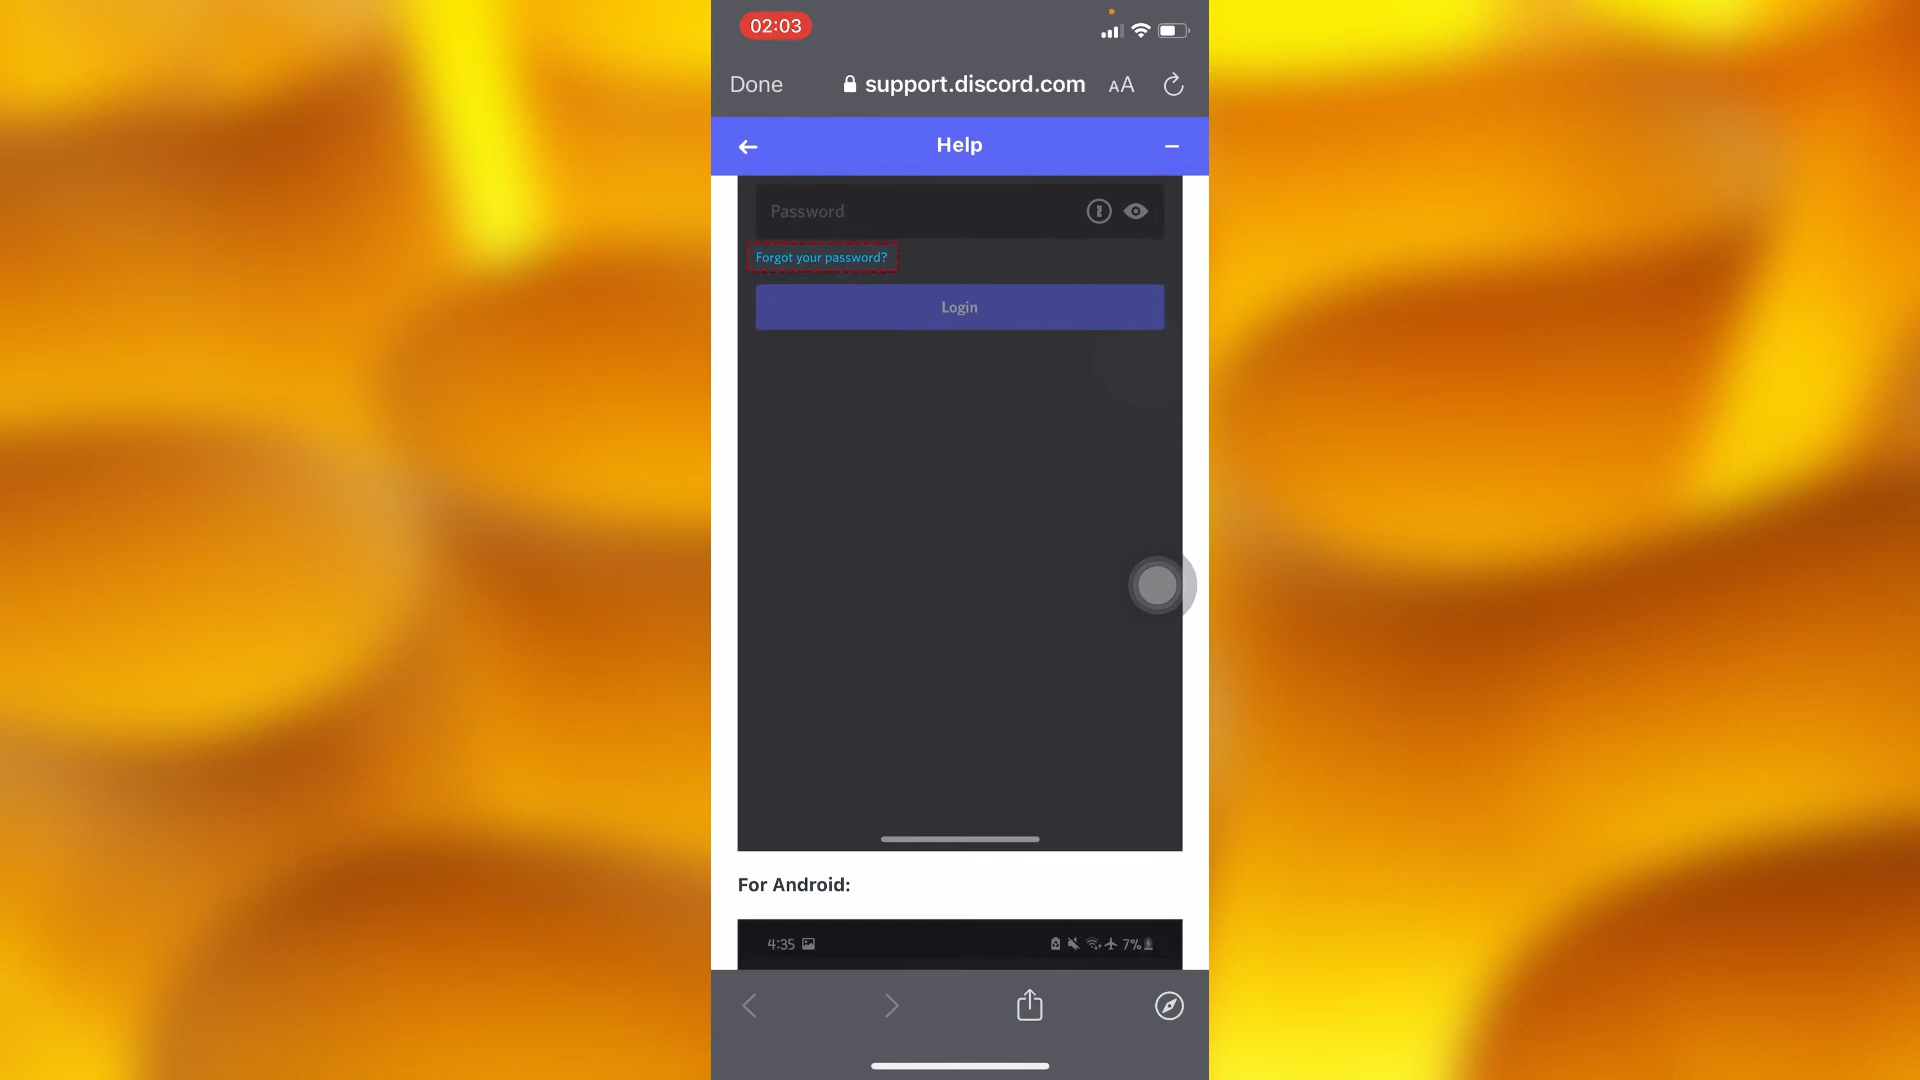 02:03
Done
support.discord.com
AA
Help
Password
Forgot your password?
Login
For Android:
4:35
7%